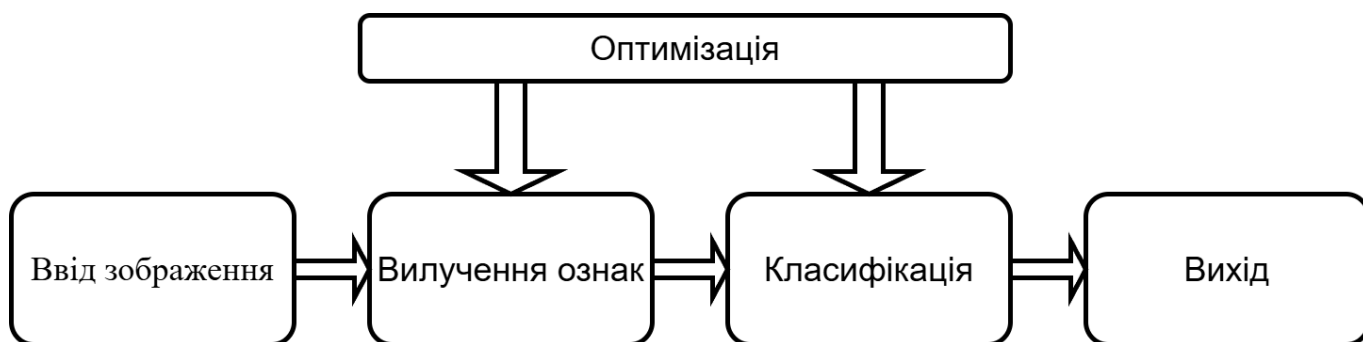 Оптимізація
Ввід зображення
Вилучення ознак
Класифікація
Вихід